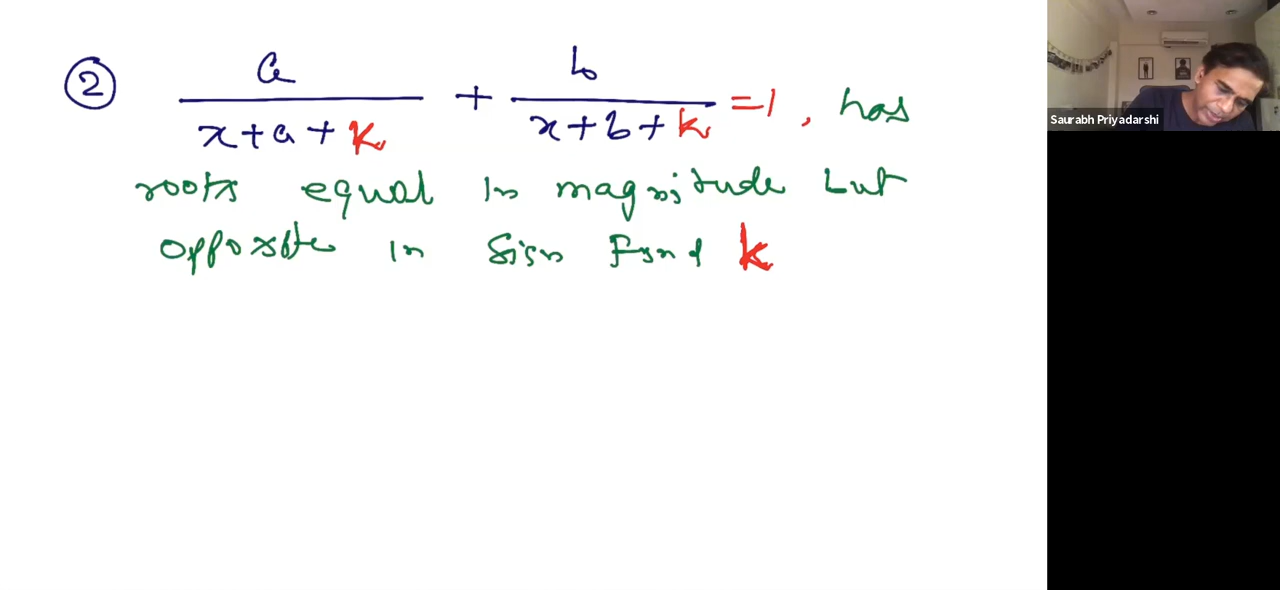 ② a/(x+a+k) + b/(x+b+k) =1, has
roots equal in magnitude but
opposite in sign Find k
Saurabh Priyadarshi